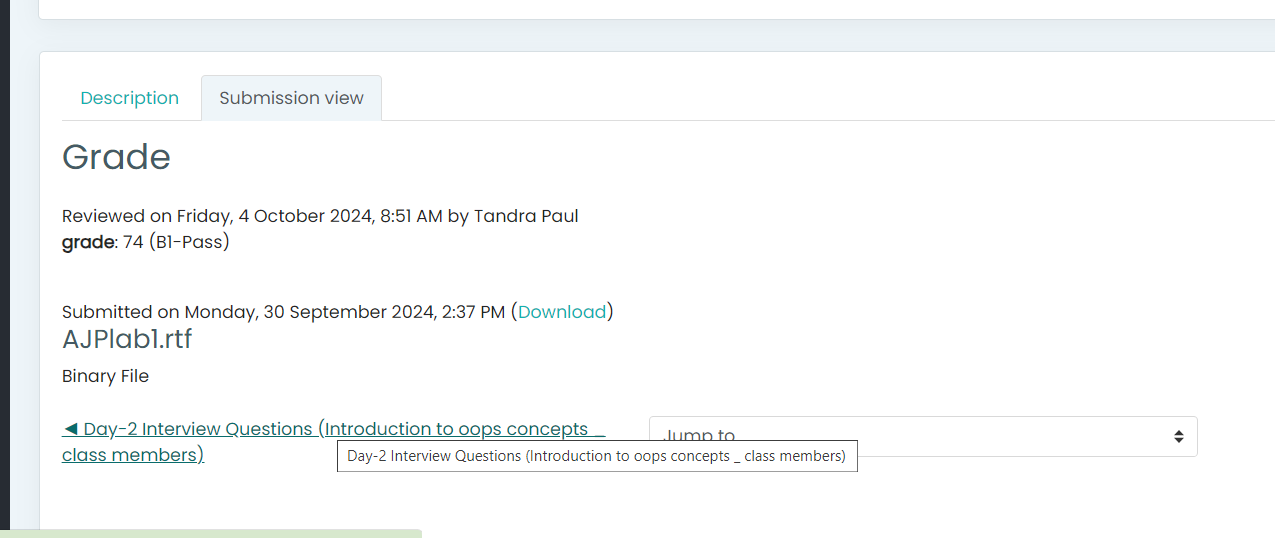 Description
Submission view
Grade
Reviewed on Friday, 4 October 2024, 8:51 AM by Tandra Paul
grade: 74 (B1-Pass)
Submitted on Monday, 30 September 2024, 2:37 PM (Download)
AJPlab1.rtf
Binary File
◄ Day-2 Interview Questions (Introduction to oops concepts _
class members)
Jump to
Day-2 Interview Questions (Introduction to oops concepts _ class members)